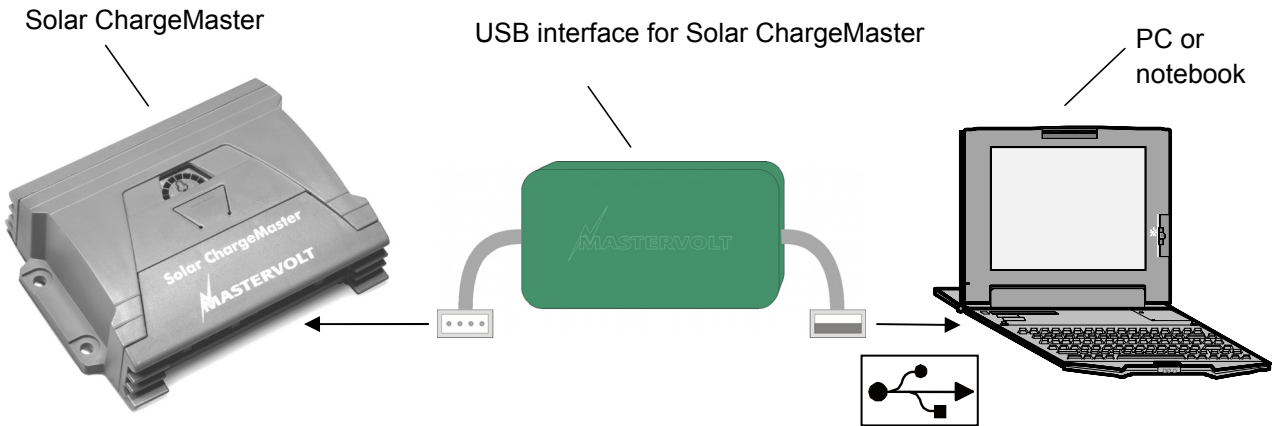 Solar ChargeMaster
USB interface for Solar ChargeMaster
PC or
notebook
Solar ChargeMaster
MASTERVOLT
MASTERVOLT